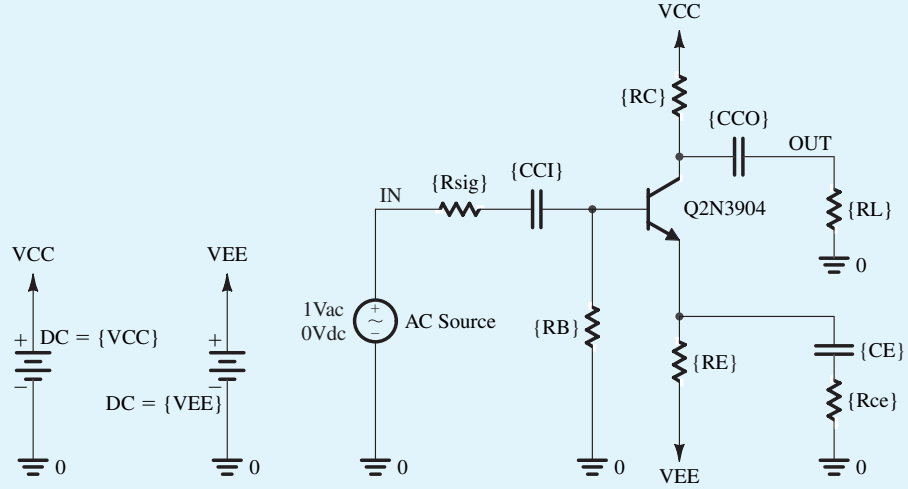 VCC
{RC}
{CCO}
OUT
{CCI}
{Rsig}
IN
Q2N3904
{RL}
0
VCC
VEE
+
DC = {VCC}
−
+
DC = {VEE}
−
1Vac
0Vdc
+
~
−
AC Source
{RB}
{RE}
{CE}
{Rce}
0
0
0
0
VEE
0